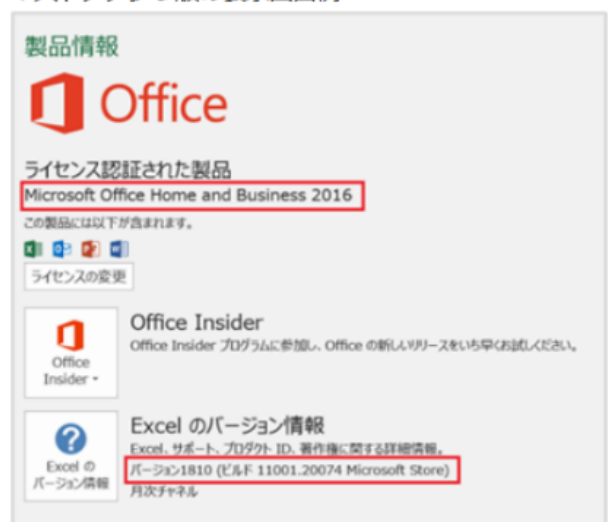 製品情報
Office
ライセンス認証された製品
Microsoft Office Home and Business 2016
この製品には以下が含まれます。
ライセンスの変更
Office Insider
Office Insider プログラムに参加し、Office の新しいリリースをいち早くお試しください。
Office
Insider
Excel のバージョン情報
Excel、サポート、プロダクト ID、著作権に関する詳細情報。
Excel の
バージョン情報
バージョン1810 (ビルド 11001.20074 Microsoft Store)
月次チャネル